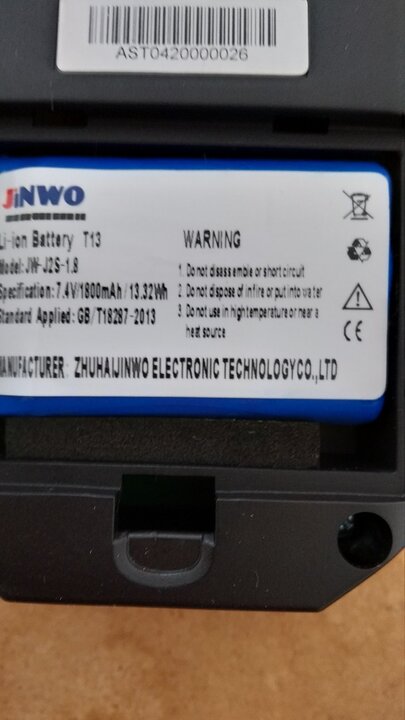 AST0420000026
JiNWO
Li-ion Battery T13
Model: JW-J2S-1.8
Specification: 7.4V/1800mAh/13.32Wh
Standard Applied: GB/T18287-2013
WARNING
1. Do not disassemble or short circuit
2. Do not dispose of in fire or put into water
3. Do not use in high temperature or near a
heat source
CE
MANUFACTURER: ZHUHAIJINWO ELECTRONIC TECHNOLOGY CO.,LTD